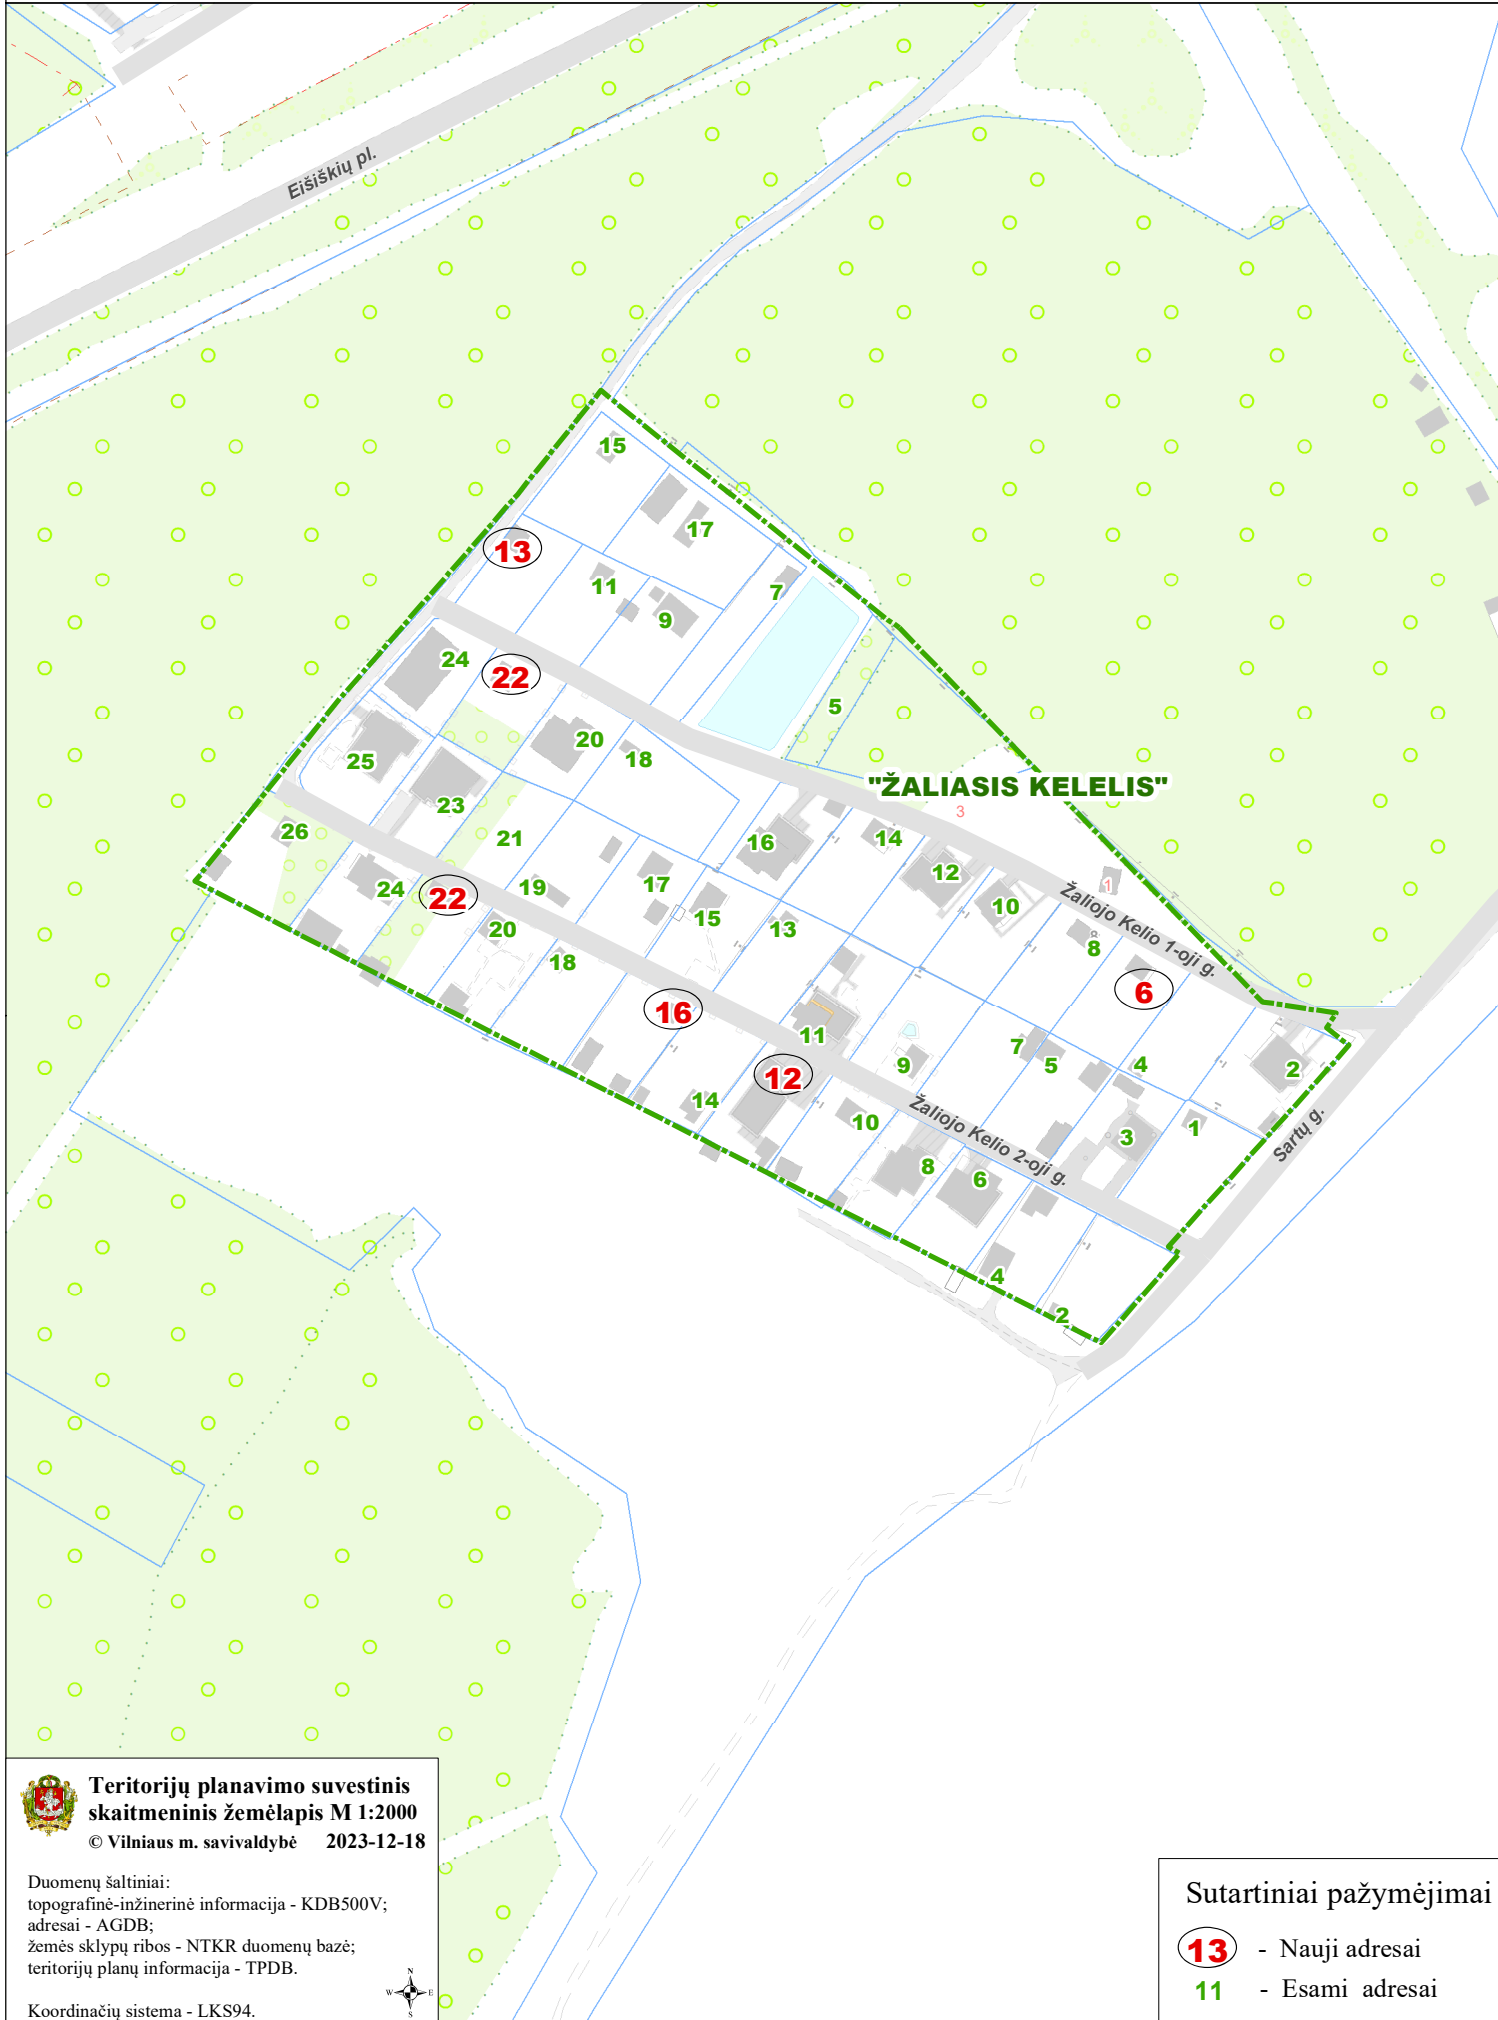 Eišiškių pl.
15
17
13
11
7
9
24
22
5
20
18
25
"ŽALIASIS KELELIS"
23
3
26
21
16
14
12
24
22
19
17
1
10
15
Žaliojo Kelio 1-oji g.
20
13
8
8
18
6
16
11
7
5
9
4
2
12
14
10
Žaliojo Kelio 2-oji g.
3
1
Sartų g.
8
6
4
2
Teritorijų planavimo suvestinis
skaitmeninis žemėlapis M 1:2000
© Vilniaus m. savivaldybė 2023-12-18
Duomenų šaltiniai:
topografinė-inžinerinė informacija - KDB500V;
adresai - AGDB;
žemės sklypų ribos - NTKR duomenų bazė;
teritorijų planų informacija - TPDB.
Koordinačių sistema - LKS94.
N
W E
S
Sutartiniai pažymėjimai
13 - Nauji adresai
11 - Esami adresai